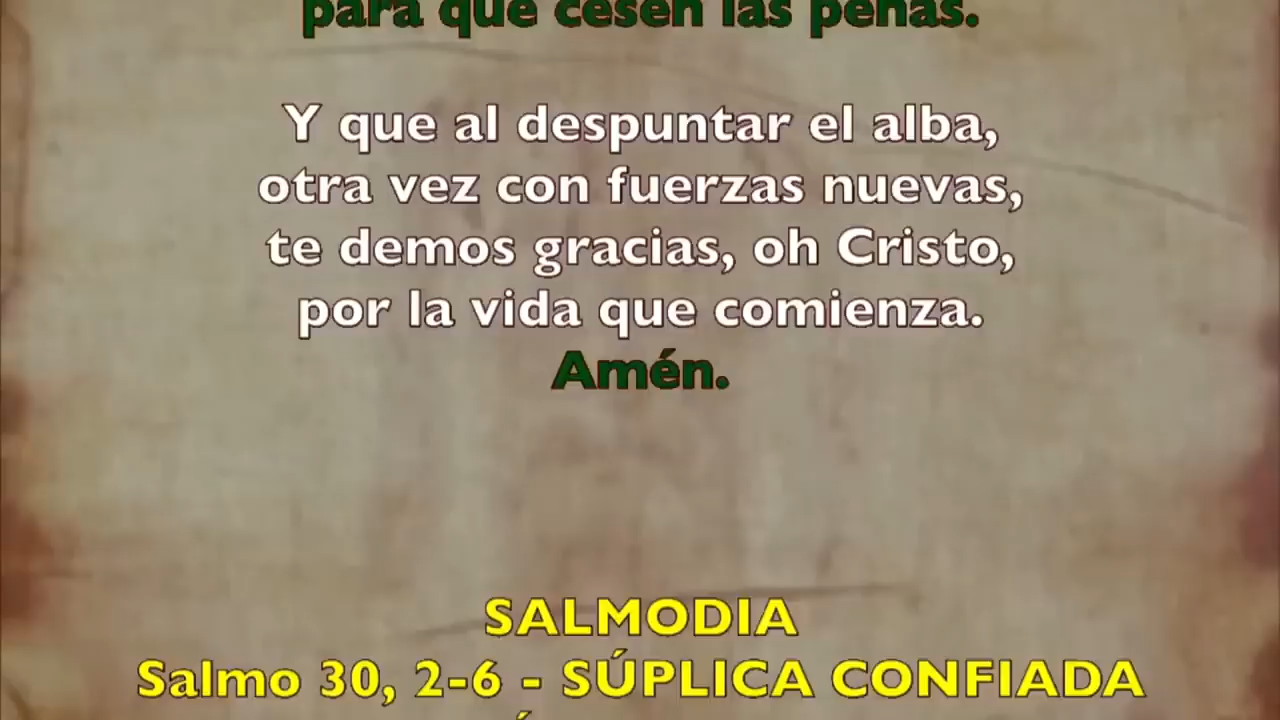 para que cesen las penas.
Y que al despuntar el alba,
otra vez con fuerzas nuevas,
te demos gracias, oh Cristo,
por la vida que comienza.
Amén.
SALMODIA
Salmo 30, 2-6 - SÚPLICA CONFIADA